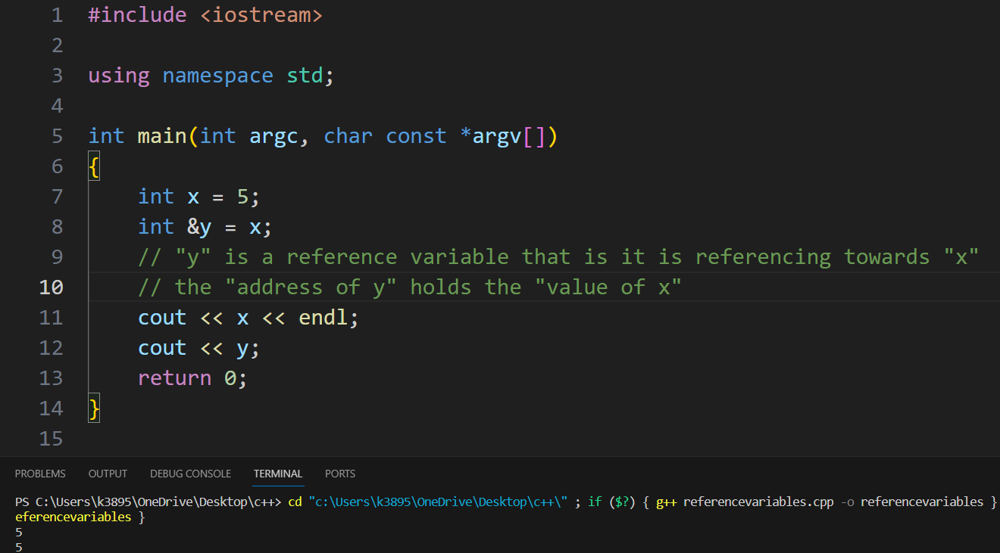 1 #include <iostream>
2
3 using namespace std;
4
5 int main(int argc, char const *argv[])
6 {
7     int x = 5;
8     int &y = x;
9     // "y" is a reference variable that is it is referencing towards "x"
10     // the "address of y" holds the "value of x"
11     cout << x << endl;
12     cout << y;
13     return 0;
14 }
15
PROBLEMS OUTPUT DEBUG CONSOLE TERMINAL PORTS
PS C:\Users\k3895\OneDrive\Desktop\c++> cd "c:\Users\k3895\OneDrive\Desktop\c++\" ; if ($?) { g++ referencevariables.cpp -o referencevariables }
eferencevariables }
5
5